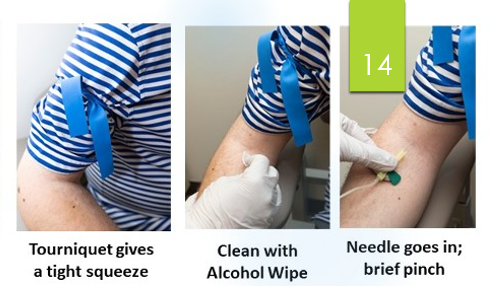 14
Tourniquet gives
a tight squeeze
Clean with
Alcohol Wipe
Needle goes in;
brief pinch